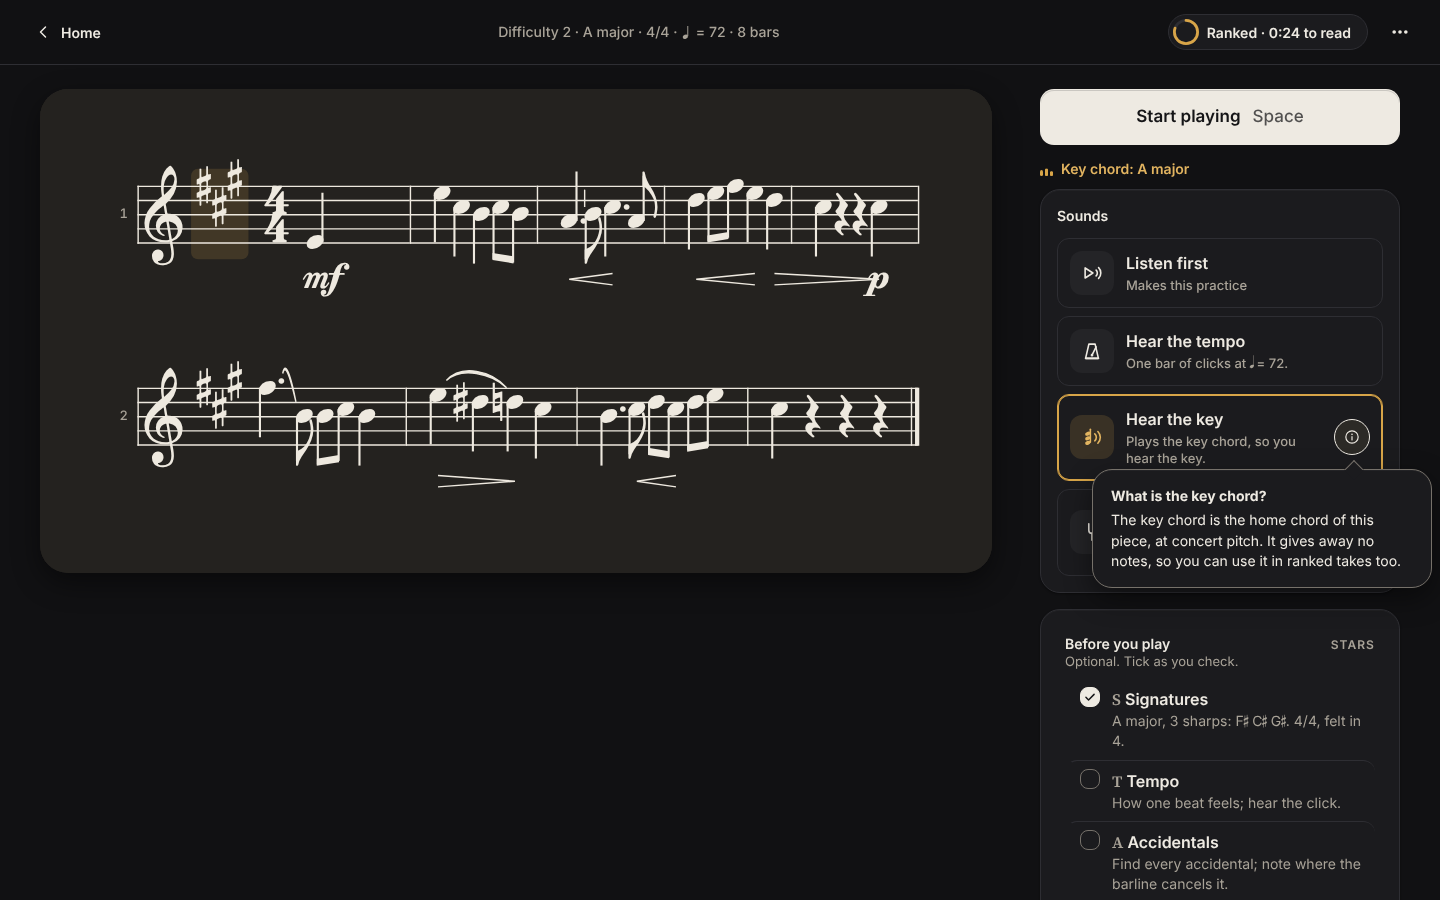 Home
Difficulty 2 · A major · 4/4 · ♩ = 72 · 8 bars
Ranked · 0:24 to read
Start playing Space
Key chord: A major
Sounds
Listen first
Makes this practice
Hear the tempo
One bar of clicks at ♩= 72.
Hear the key
Plays the key chord, so you
hear the key.
What is the key chord?
The key chord is the home chord of this
piece, at concert pitch. It gives away no
notes, so you can use it in ranked takes too.
Before you play STARS
Optional. Tick as you check.
S Signatures
A major, 3 sharps: F♯ C♯ G♯. 4/4, felt in
4.
T Tempo
How one beat feels; hear the click.
A Accidentals
Find every accidental; note where the
barline cancels it.
1
4
4
mf
p
2